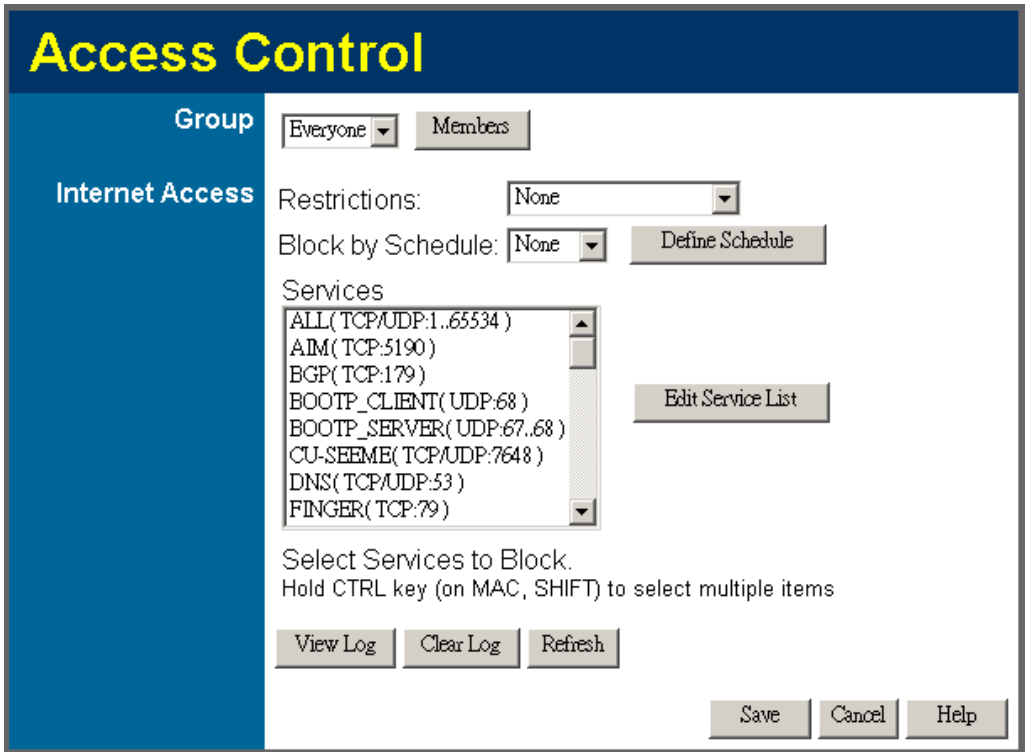 Access Control
Group Everyone Members
Internet Access Restrictions: None
Block by Schedule: None Define Schedule
Services
ALL( TCP/UDP:1..65534 )
AIM( TCP:5190 )
BGP( TCP:179 )
BOOTP_CLIENT( UDP:68 )
BOOTP_SERVER( UDP:67..68 )
CU-SEEME( TCP/UDP:7648 )
DNS( TCP/UDP:53 )
FINGER( TCP:79 )
Edit Service List
Select Services to Block.
Hold CTRL key (on MAC, SHIFT) to select multiple items
View Log Clear Log Refresh
Save Cancel Help